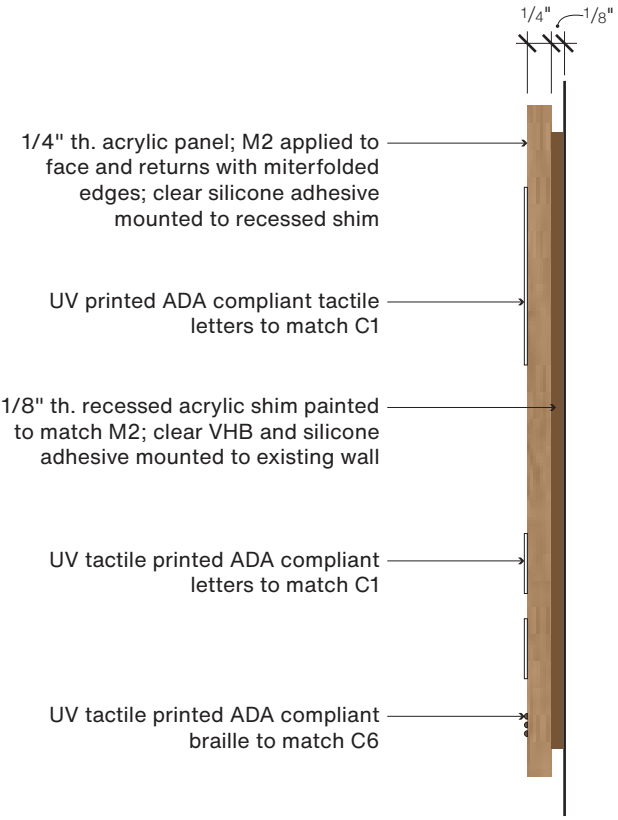 1/4" 1/8"
1/4" th. acrylic panel; M2 applied to
face and returns with miterfolded
edges; clear silicone adhesive
mounted to recessed shim
UV printed ADA compliant tactile
letters to match C1
1/8" th. recessed acrylic shim painted
to match M2; clear VHB and silicone
adhesive mounted to existing wall
UV tactile printed ADA compliant
letters to match C1
UV tactile printed ADA compliant
braille to match C6